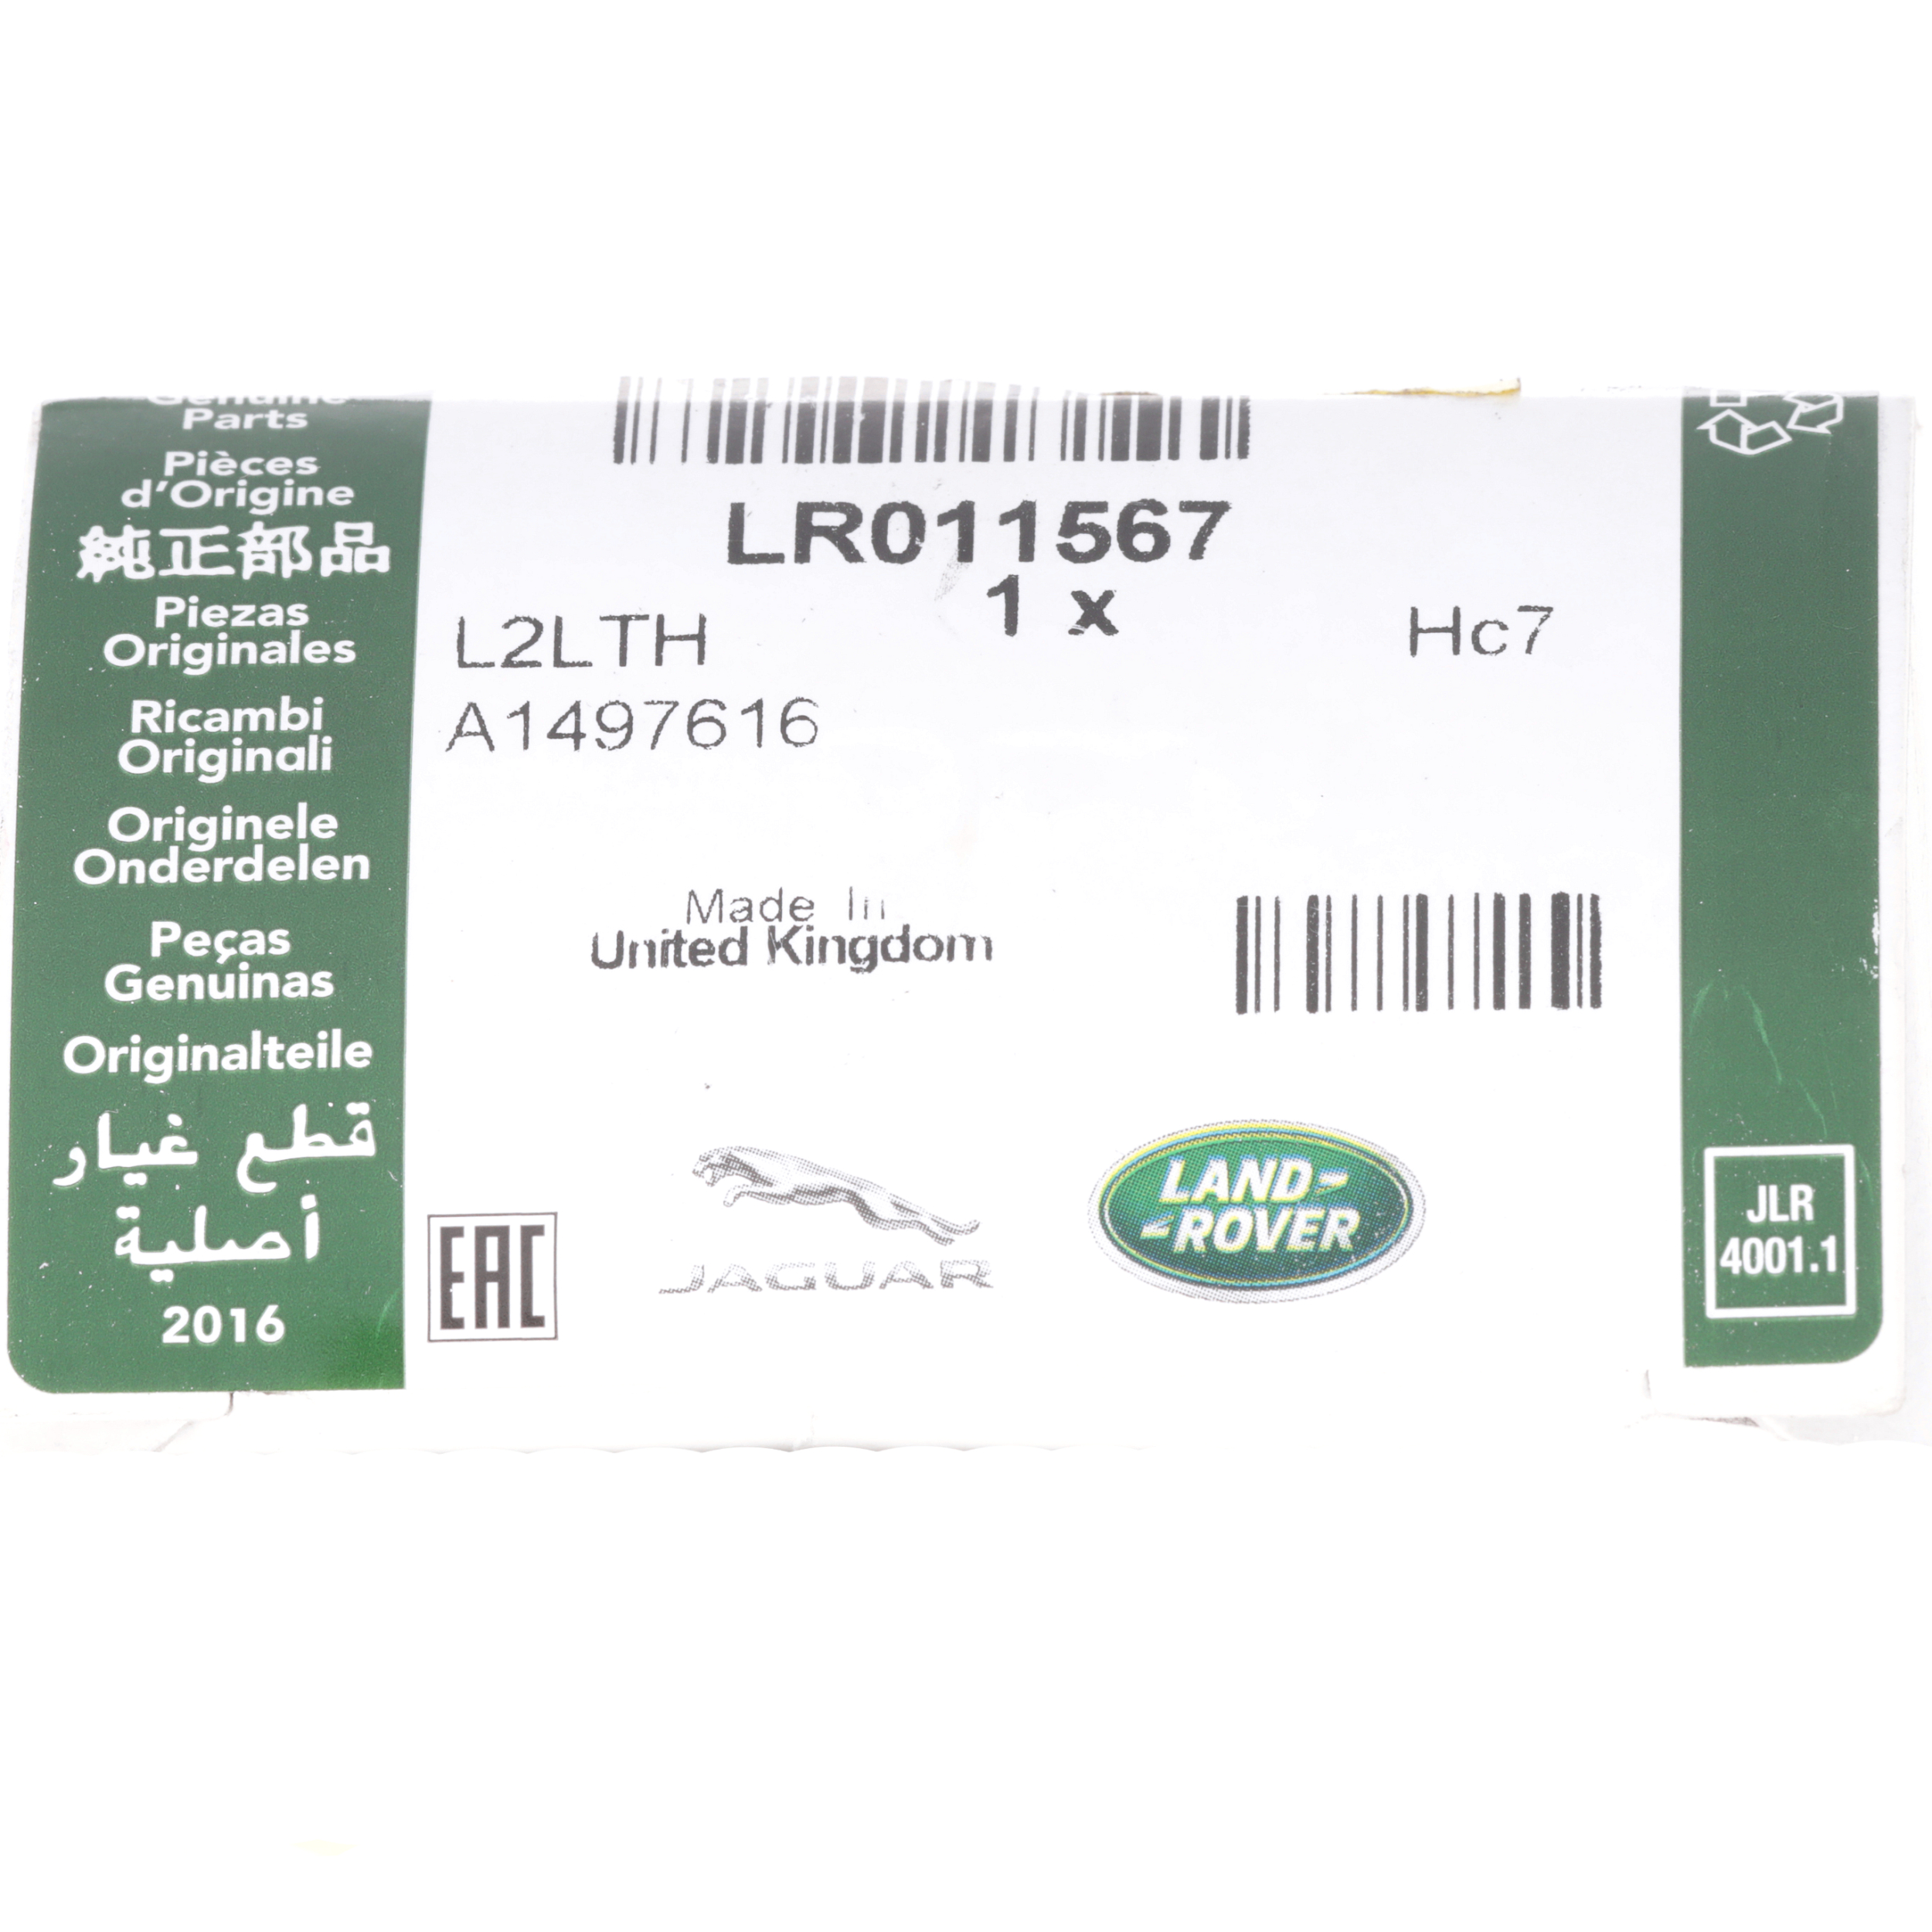 Genuine
Parts
Pièces
d'Origine
純正部品
Piezas
Originales
Ricambi
Originali
Originele
Onderdelen
Peças
Genuinas
Originalteile
قطع غيار
أصلية
2016
LR011567
1 x
L2LTH
Hc7
A1497616
Made In
United Kingdom
EAC
JAGUAR
LAND-
-ROVER
JLR
4001.1